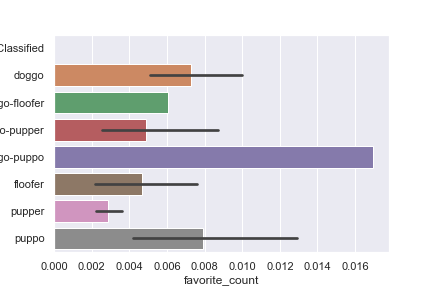 Classified
doggo
go-floofer
o-pupper
go-puppo
floofer
pupper
puppo
0.000 0.002 0.004 0.006 0.008 0.010 0.012 0.014 0.016
favorite_count